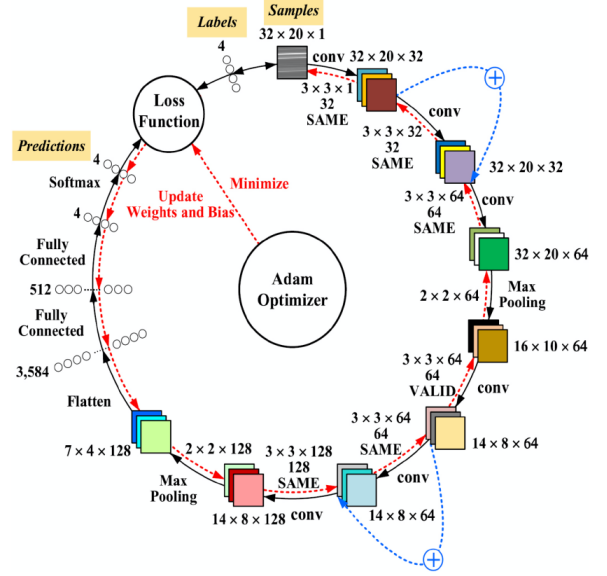 Labels
Samples
4
32 × 20 × 1
conv
32 × 20 × 32
3 × 3 × 1
32
SAME
conv
3 × 3 × 32
32
SAME
32 × 20 × 32
conv
3 × 3 × 64
64
SAME
32 × 20 × 64
Max
Pooling
2 × 2 × 64
16 × 10 × 64
conv
3 × 3 × 64
64
VALID
14 × 8 × 64
conv
3 × 3 × 64
64
SAME
14 × 8 × 64
conv
3 × 3 × 128
128
SAME
14 × 8 × 128
Max
Pooling
2 × 2 × 128
7 × 4 × 128
Flatten
3,584
Fully
Connected
512
Fully
Connected
4
Softmax
4
Predictions
Loss
Function
Update
Weights and Bias
Minimize
Adam
Optimizer